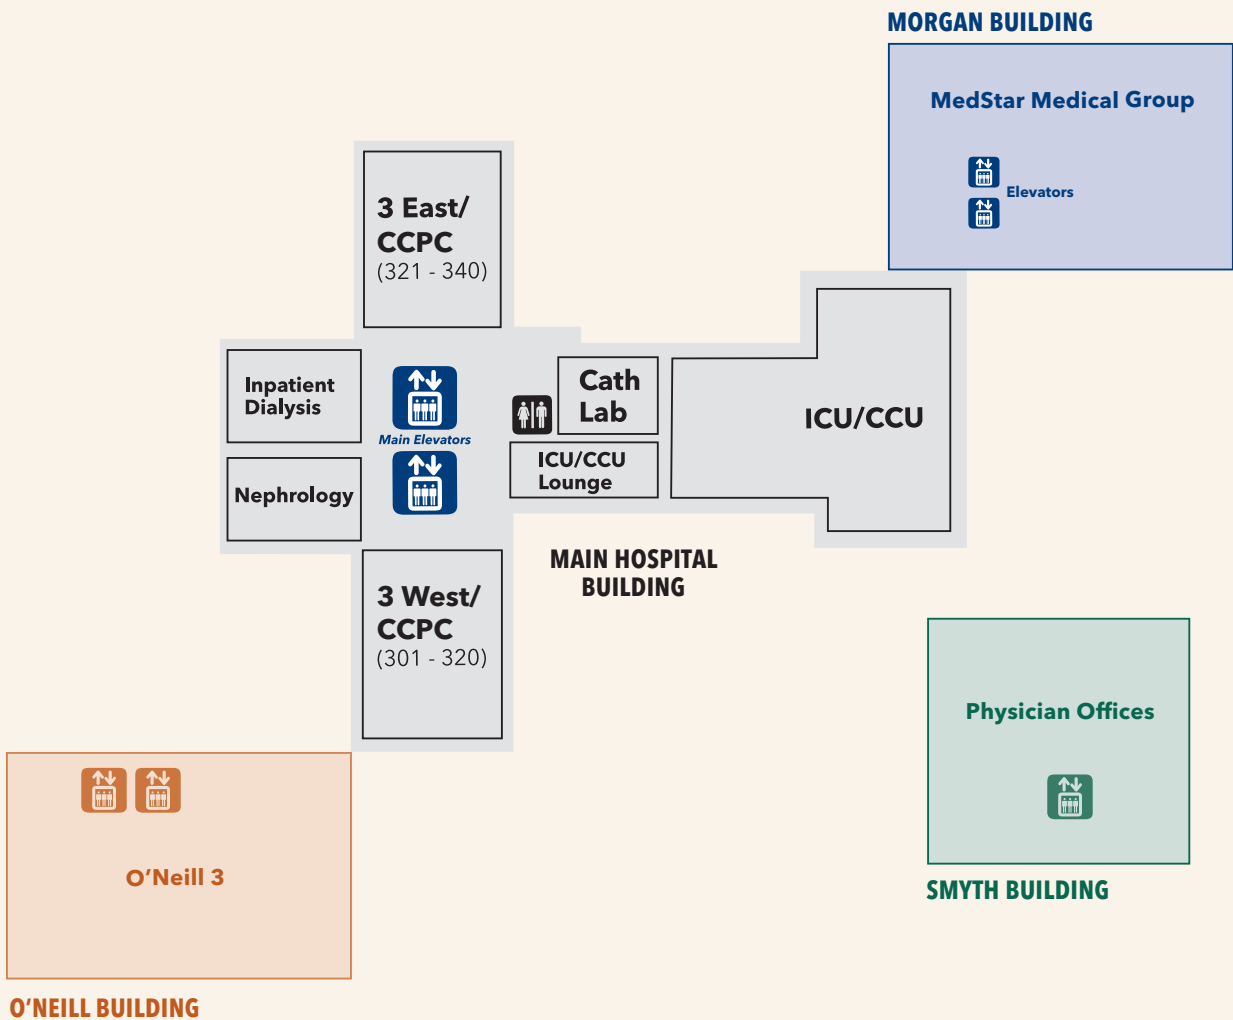 MORGAN BUILDING
MedStar Medical Group
Elevators
3 East/
CCPC
(321 - 340)
Inpatient
Dialysis
Main Elevators
Nephrology
Cath
Lab
ICU/CCU
Lounge
ICU/CCU
MAIN HOSPITAL
BUILDING
3 West/
CCPC
(301 - 320)
Physician Offices
SMYTH BUILDING
O’Neill 3
O’NEILL BUILDING